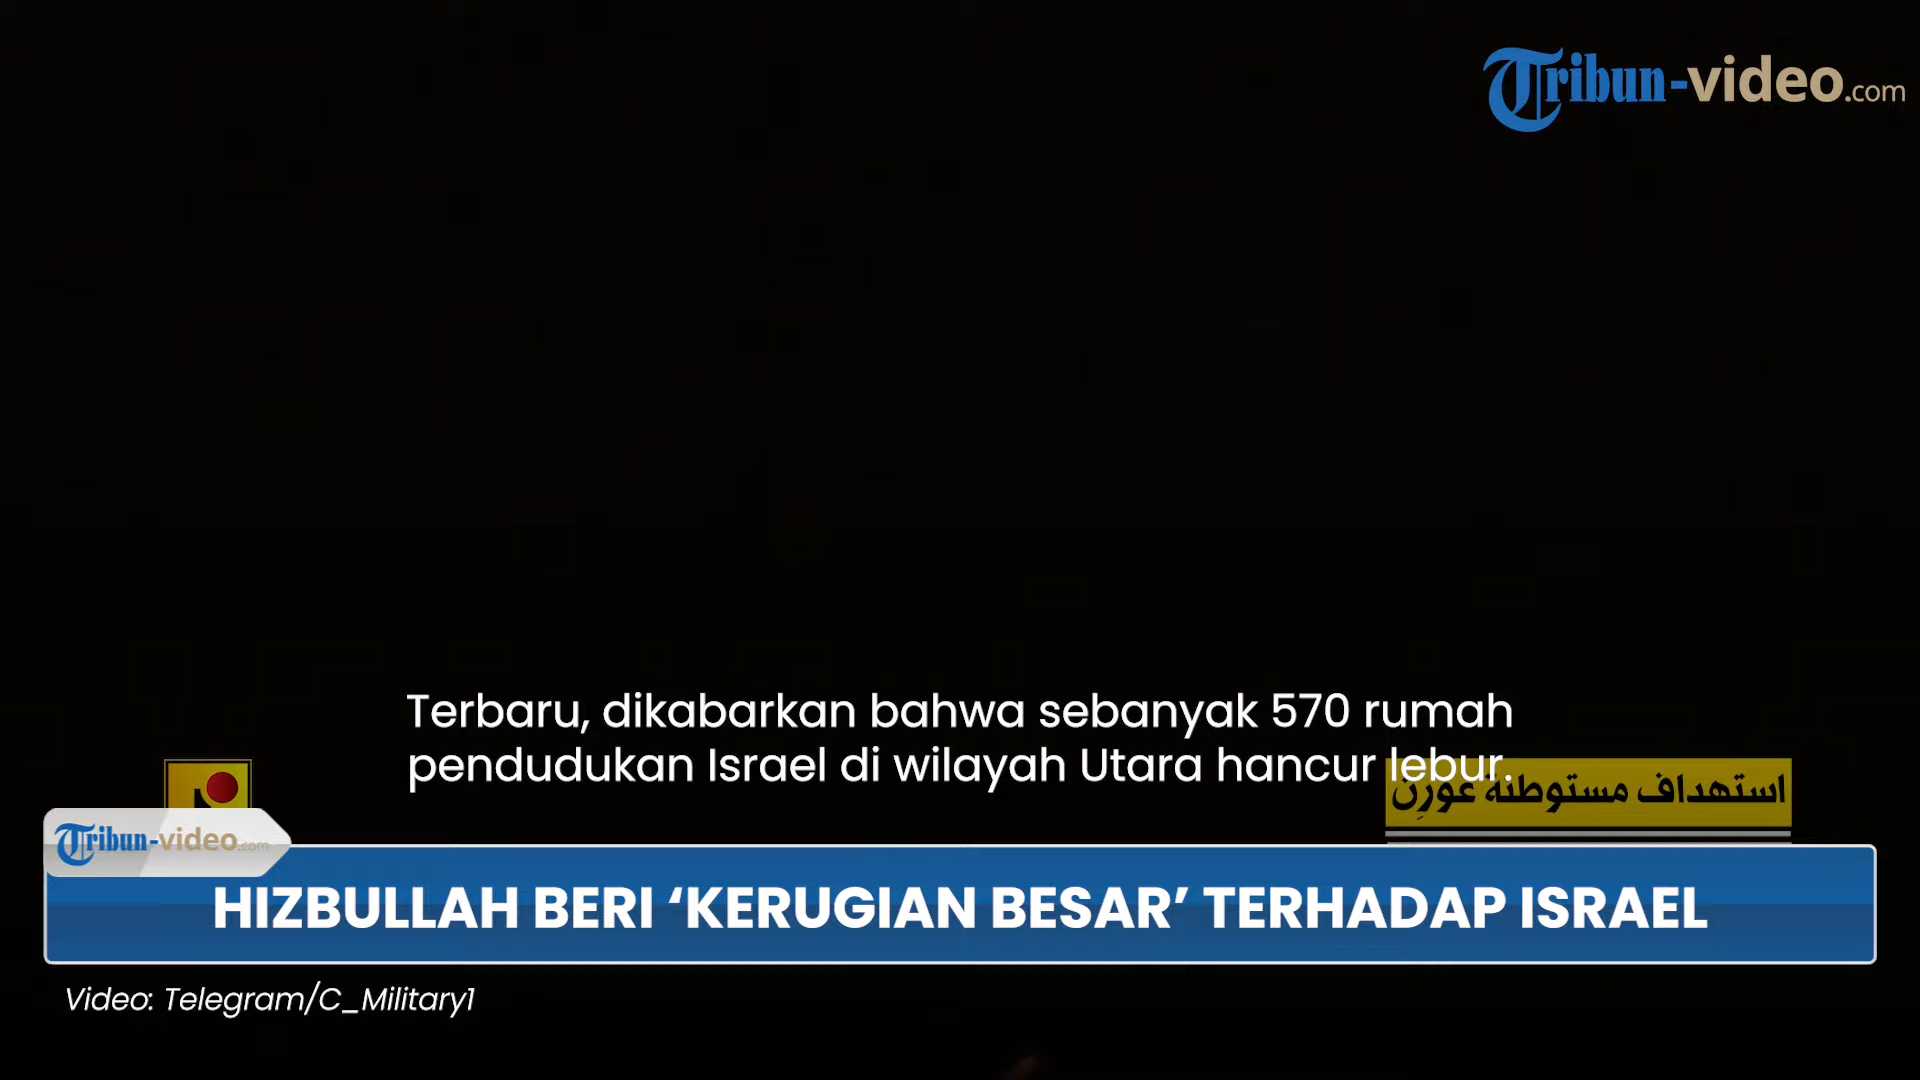 Tribun-video.com
Terbaru, dikabarkan bahwa sebanyak 570 rumah
pendudukan Israel di wilayah Utara hancur lebur.
استهداف مستوطنة غورِن
Tribun-video.com
HIZBULLAH BERI ‘KERUGIAN BESAR’ TERHADAP ISRAEL
Video: Telegram/C_Military1